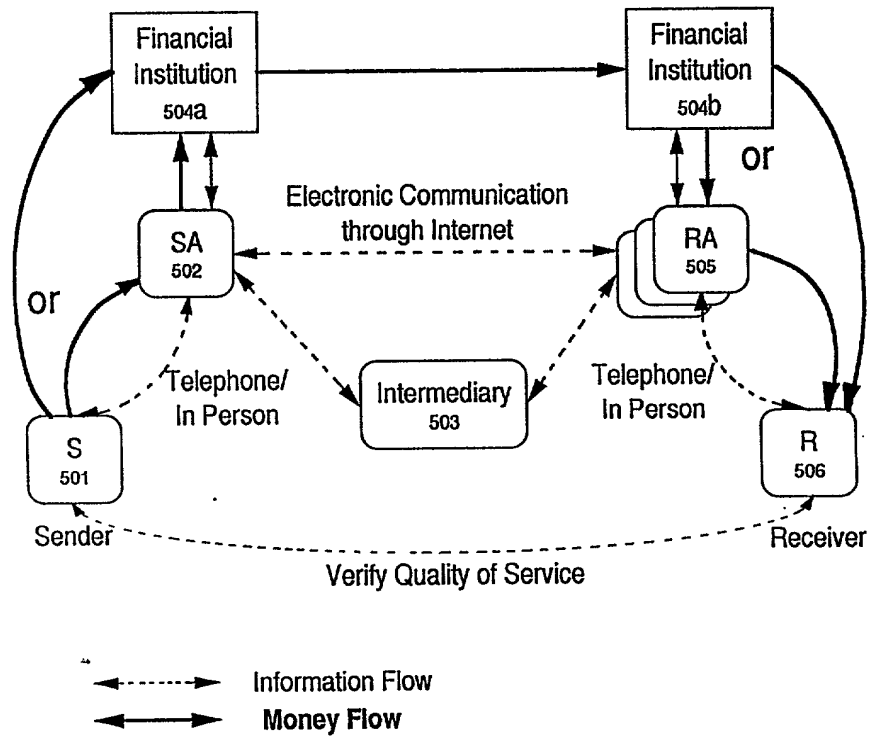 Financial
Institution
504a
Financial
Institution
504b
or
Electronic Communication
through Internet
SA
502
RA
505
or
Telephone/
In Person
Intermediary
503
Telephone/
In Person
S
501
R
506
Sender
Receiver
Verify Quality of Service
Information Flow
Money Flow